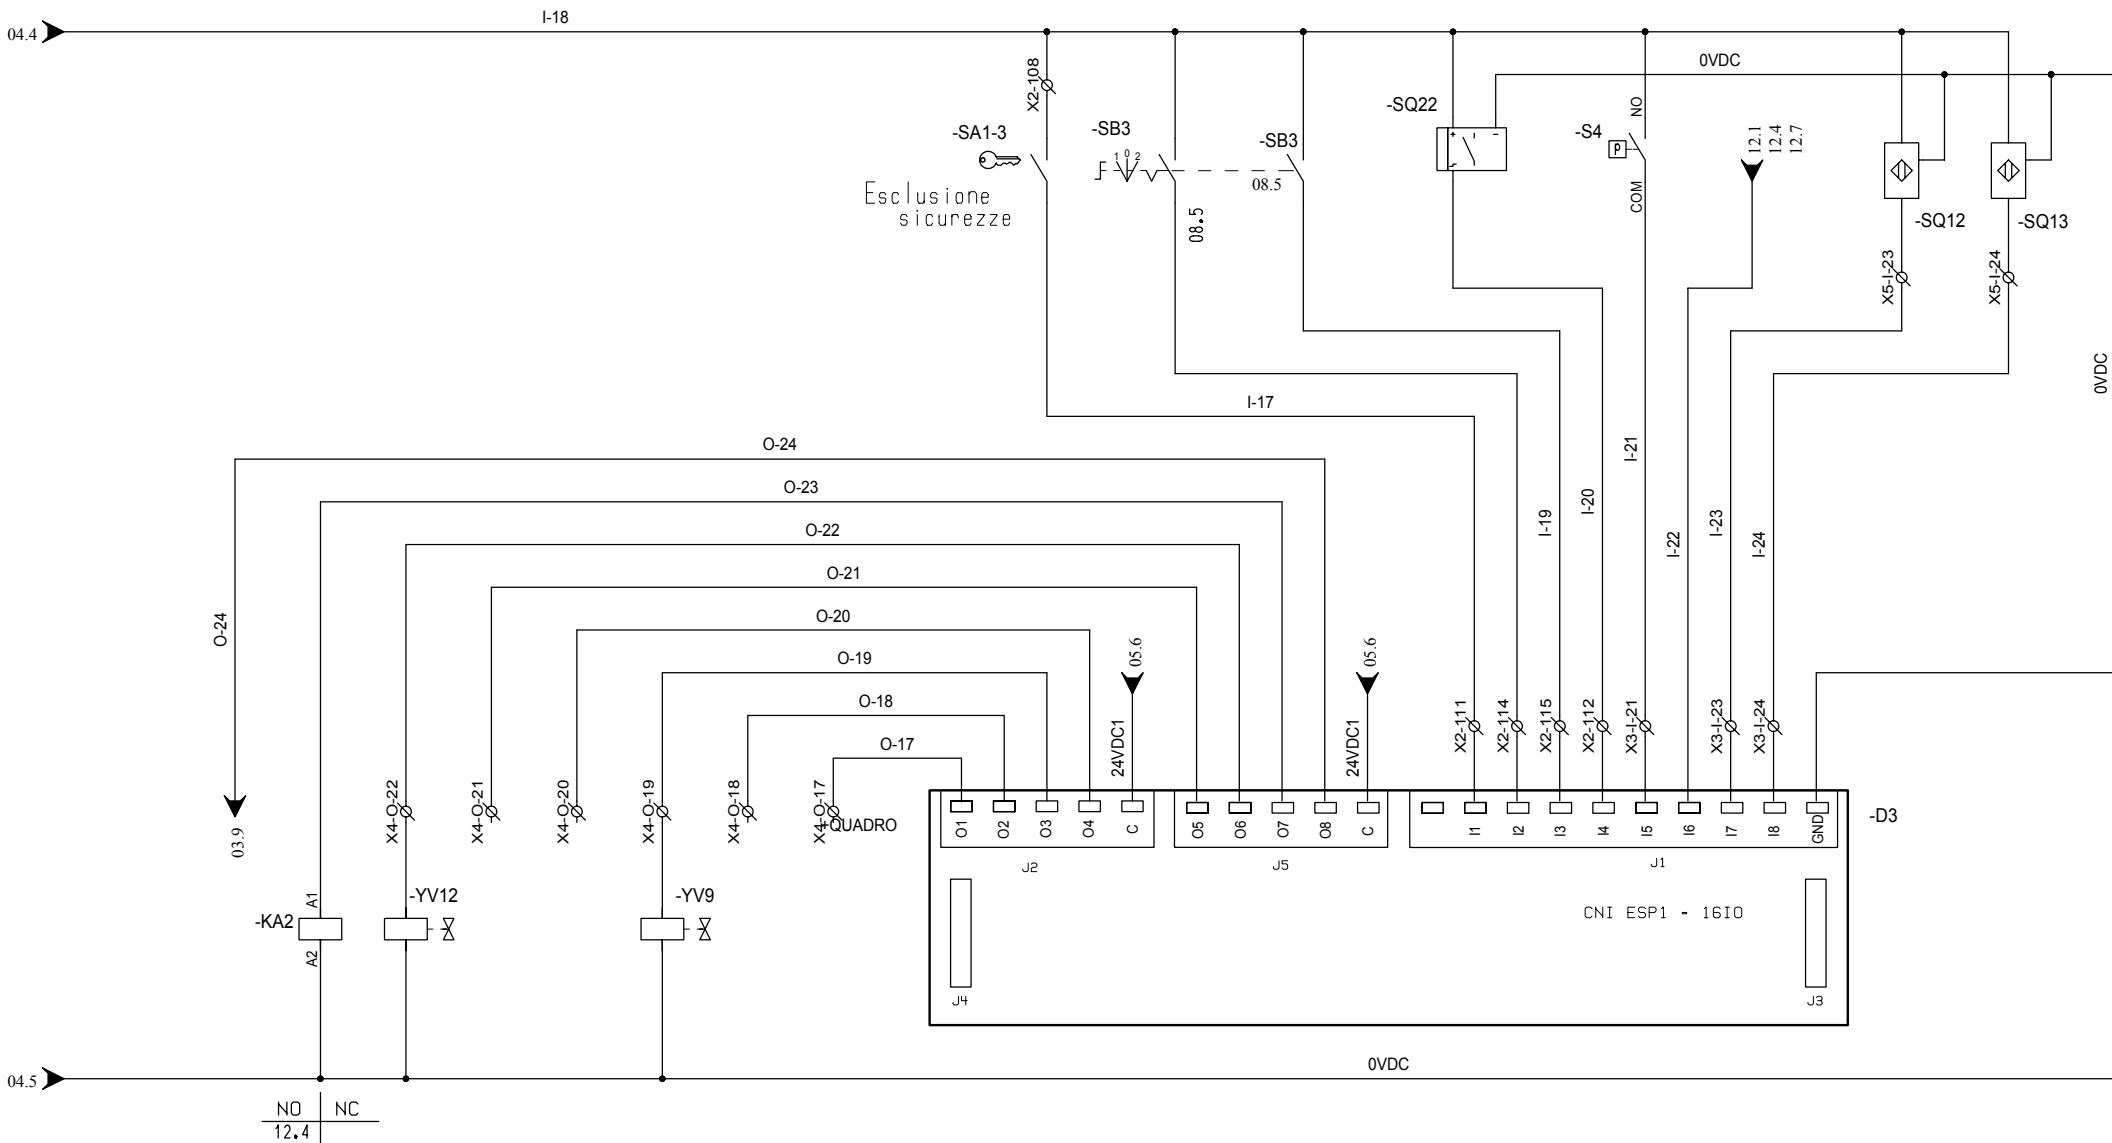 I-18
04.4
0VDC
X2-108
-SA1-3
Esclusione
sicurezze
-SB3
1 0 2
08.5
-SB3
08.5
-SQ22
+
-
-S4
P
NO
COM
12.1
12.4
12.7
-SQ12
-SQ13
X5-I-23
X5-I-24
0VDC
I-17
O-24
O-23
O-22
O-21
O-20
O-19
O-18
O-17
O-24
I-19
I-20
I-21
I-22
I-23
I-24
05.6
05.6
24VDC1
24VDC1
X2-111
X2-114
X2-115
X2-112
X3-I-21
X3-I-23
X3-I-24
X4-O-22
X4-O-21
X4-O-20
X4-O-19
X4-O-18
X4-O-17
+QUADRO
03.9
O1
O2
O3
O4
C
O5
O6
O7
O8
C
I1
I2
I3
I4
I5
I6
I7
I8
GND
-D3
J2
J5
J1
CNI ESP1 - 16IO
J4
J3
A1
-KA2
A2
-YV12
-YV9
04.5
0VDC
NO
NC
12.4